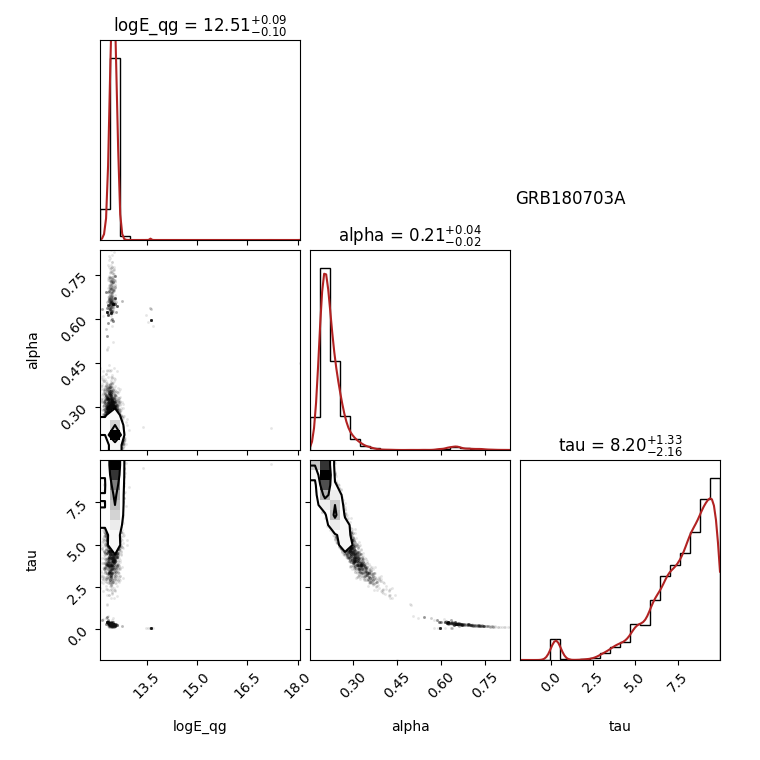 logE_qg = 12.51+0.09−0.10
GRB180703A
alpha = 0.21+0.04−0.02
0.75
0.60
0.45
0.30
alpha
tau = 8.20+1.33−2.16
7.5
5.0
2.5
0.0
tau
13.5 15.0 16.5 18.0 0.30 0.45 0.60 0.75 0.0 2.5 5.0 7.5
logE_qg alpha tau